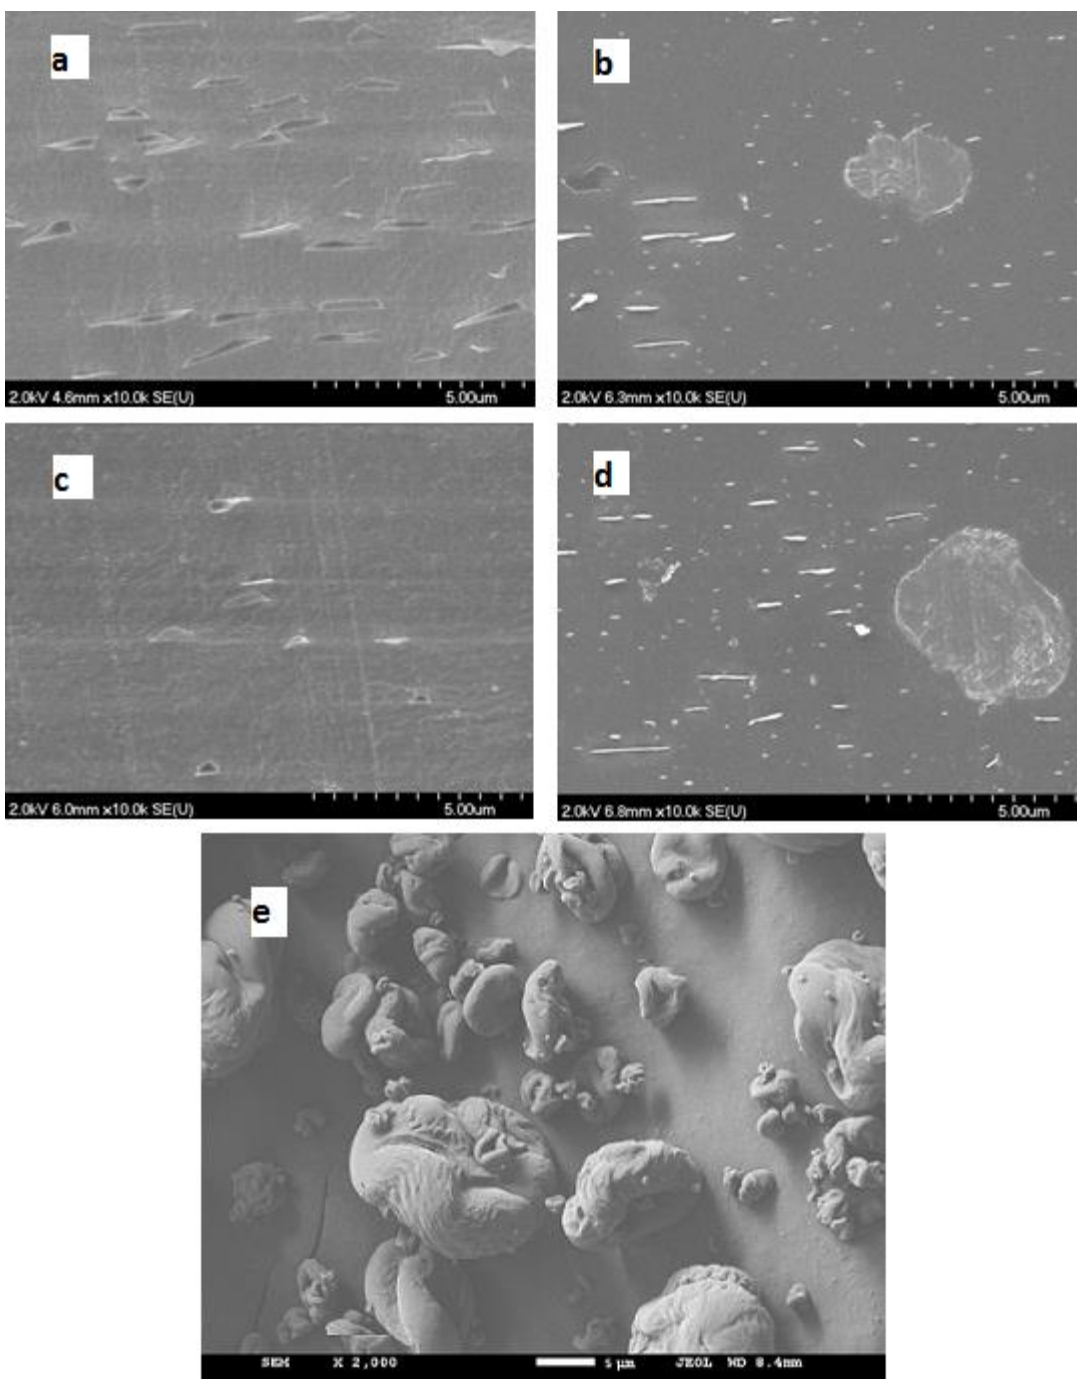 a
b
2.0kV 4.6mm x10.0k SE(U) 5.00um
2.0kV 6.3mm x10.0k SE(U) 5.00um
c
d
2.0kV 6.0mm x10.0k SE(U) 5.00um
2.0kV 6.8mm x10.0k SE(U) 5.00um
e
SEM X 2,000 5 µm JEOL WD 8.4mm